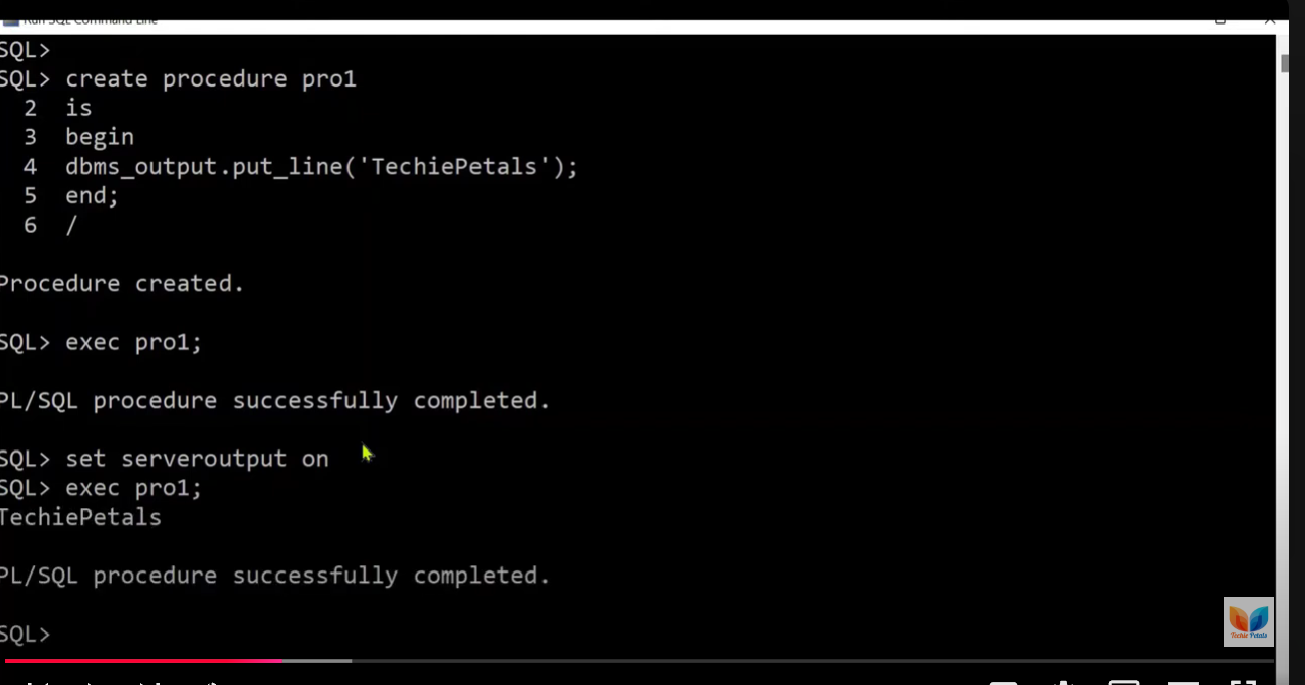 Run SQL Command Line
SQL>
SQL> create procedure pro1
2 is
3 begin
4 dbms_output.put_line('TechiePetals');
5 end;
6 /
Procedure created.
SQL> exec pro1;
PL/SQL procedure successfully completed.
SQL> set serveroutput on
SQL> exec pro1;
TechiePetals
PL/SQL procedure successfully completed.
SQL>
Techie Petals